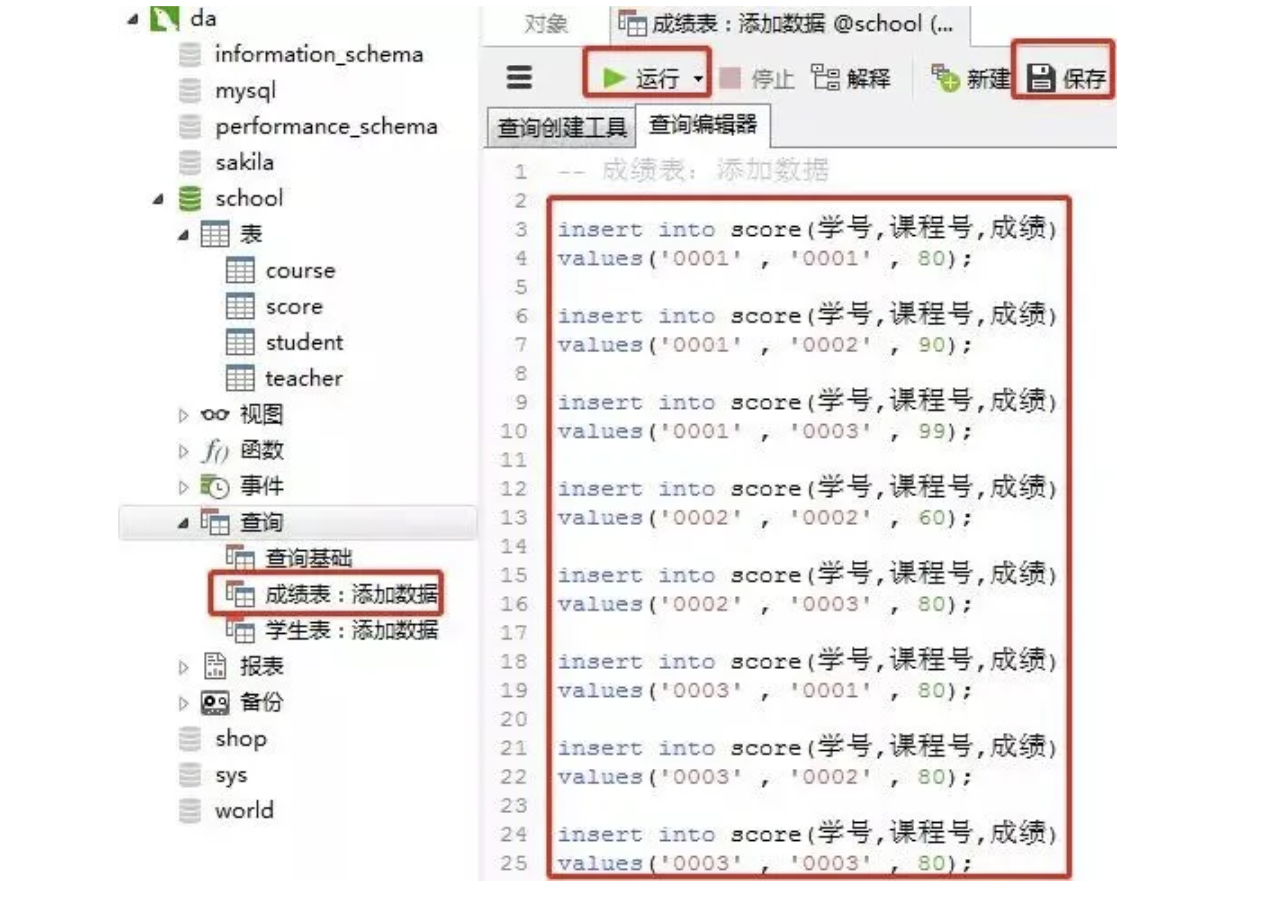 da
information_schema
mysql
performance_schema
sakila
school
表
course
score
student
teacher
视图
函数
事件
查询
查询基础
成绩表：添加数据
学生表：添加数据
报表
备份
shop
sys
world
对象 成绩表：添加数据 @school (...
运行 停止 解释 新建 保存
查询创建工具 查询编辑器
1 -- 成绩表：添加数据
2
3 insert into score(学号,课程号,成绩)
4 values('0001' , '0001' , 80);
5
6 insert into score(学号,课程号,成绩)
7 values('0001' , '0002' , 90);
8
9 insert into score(学号,课程号,成绩)
10 values('0001' , '0003' , 99);
11
12 insert into score(学号,课程号,成绩)
13 values('0002' , '0002' , 60);
14
15 insert into score(学号,课程号,成绩)
16 values('0002' , '0003' , 80);
17
18 insert into score(学号,课程号,成绩)
19 values('0003' , '0001' , 80);
20
21 insert into score(学号,课程号,成绩)
22 values('0003' , '0002' , 80);
23
24 insert into score(学号,课程号,成绩)
25 values('0003' , '0003' , 80);